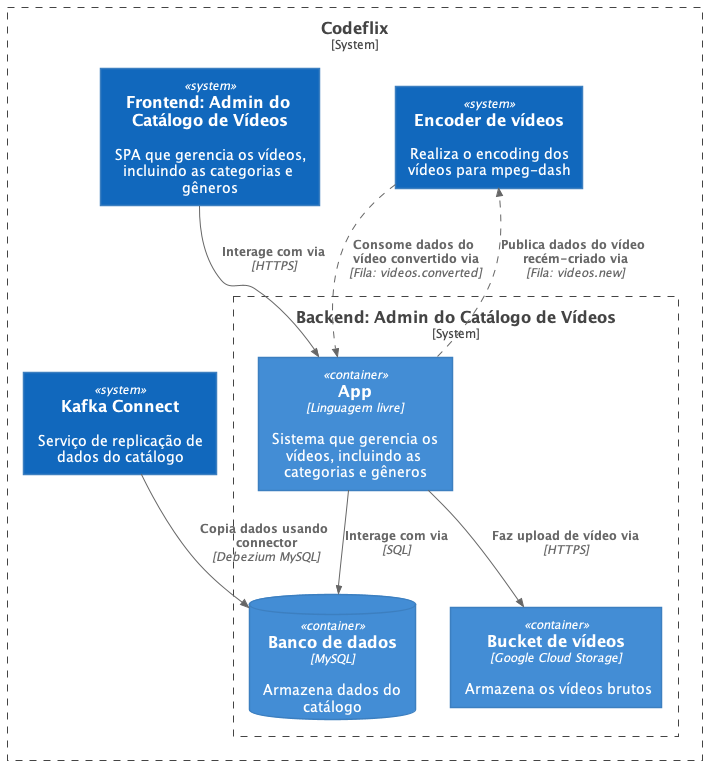 Codeflix
[System]
«system»
Frontend: Admin do
Catálogo de Vídeos
SPA que gerencia os vídeos,
incluindo as categorias e
gêneros
«system»
Encoder de vídeos
Realiza o encoding dos
vídeos para mpeg-dash
Interage com via
[HTTPS]
Consome dados do
vídeo convertido via
[Fila: videos.converted]
Publica dados do vídeo
recém-criado via
[Fila: videos.new]
Backend: Admin do Catálogo de Vídeos
[System]
«container»
App
[Linguagem livre]
Sistema que gerencia os
vídeos, incluindo as
categorias e gêneros
«system»
Kafka Connect
Serviço de replicação de
dados do catálogo
Copia dados usando
connector
[Debezium MySQL]
Interage com via
[SQL]
Faz upload de vídeo via
[HTTPS]
«container»
Banco de dados
[MySQL]
Armazena dados do
catálogo
«container»
Bucket de vídeos
[Google Cloud Storage]
Armazena os vídeos brutos